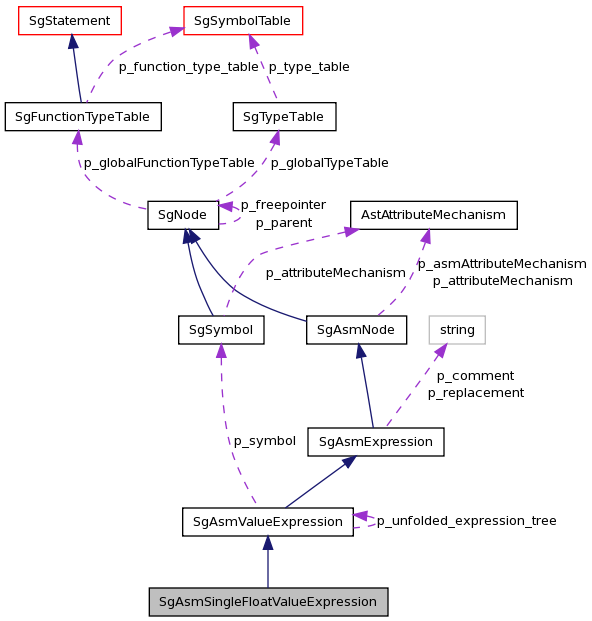 SgStatement
SgSymbolTable
p_function_type_table
p_type_table
SgFunctionTypeTable
SgTypeTable
p_globalFunctionTypeTable
p_globalTypeTable
SgNode
p_freepointer
p_parent
AstAttributeMechanism
p_attributeMechanism
p_asmAttributeMechanism
p_attributeMechanism
SgSymbol
SgAsmNode
string
p_comment
p_replacement
p_symbol
SgAsmExpression
SgAsmValueExpression
p_unfolded_expression_tree
SgAsmSingleFloatValueExpression